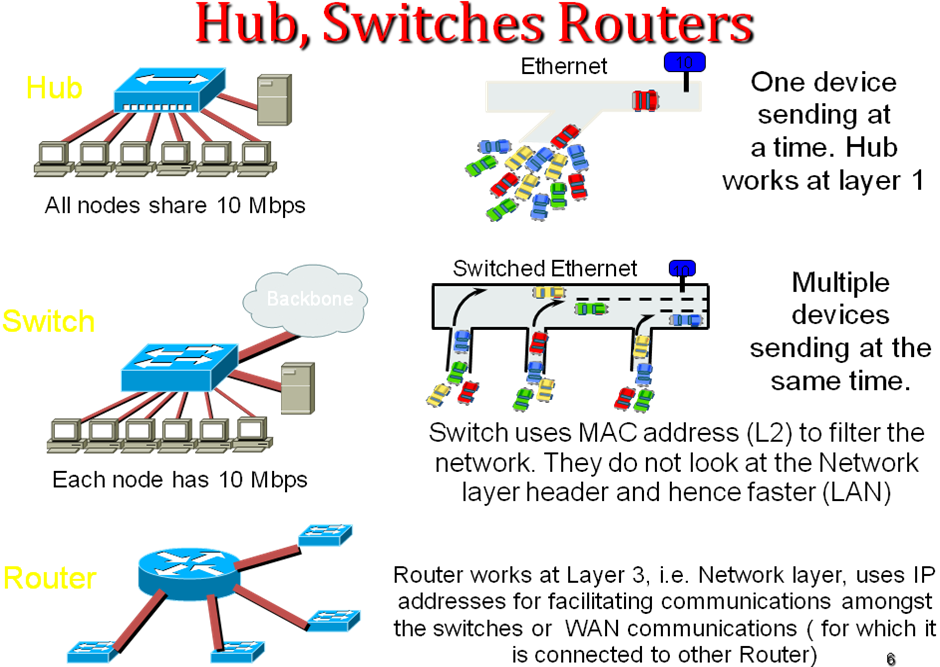 Hub, Switches Routers
Hub
All nodes share 10 Mbps
Ethernet
10
One device
sending at
a time. Hub
works at layer 1
Switch
Backbone
Each node has 10 Mbps
Switched Ethernet
10
Multiple
devices
sending at the
same time.
Switch uses MAC address (L2) to filter the
network. They do not look at the Network
layer header and hence faster (LAN)
Router
Router works at Layer 3, i.e. Network layer, uses IP
addresses for facilitating communications amongst
the switches or WAN communications ( for which it
is connected to other Router)
6